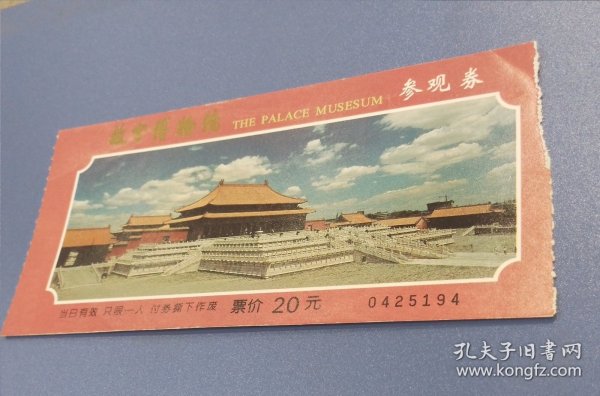 故宫博物院 THE PALACE MUSESUM 参观券
当日有效 只限一人 付券撕下作废 票价 20元 0425194
孔夫子旧书网
www.kongfz.com